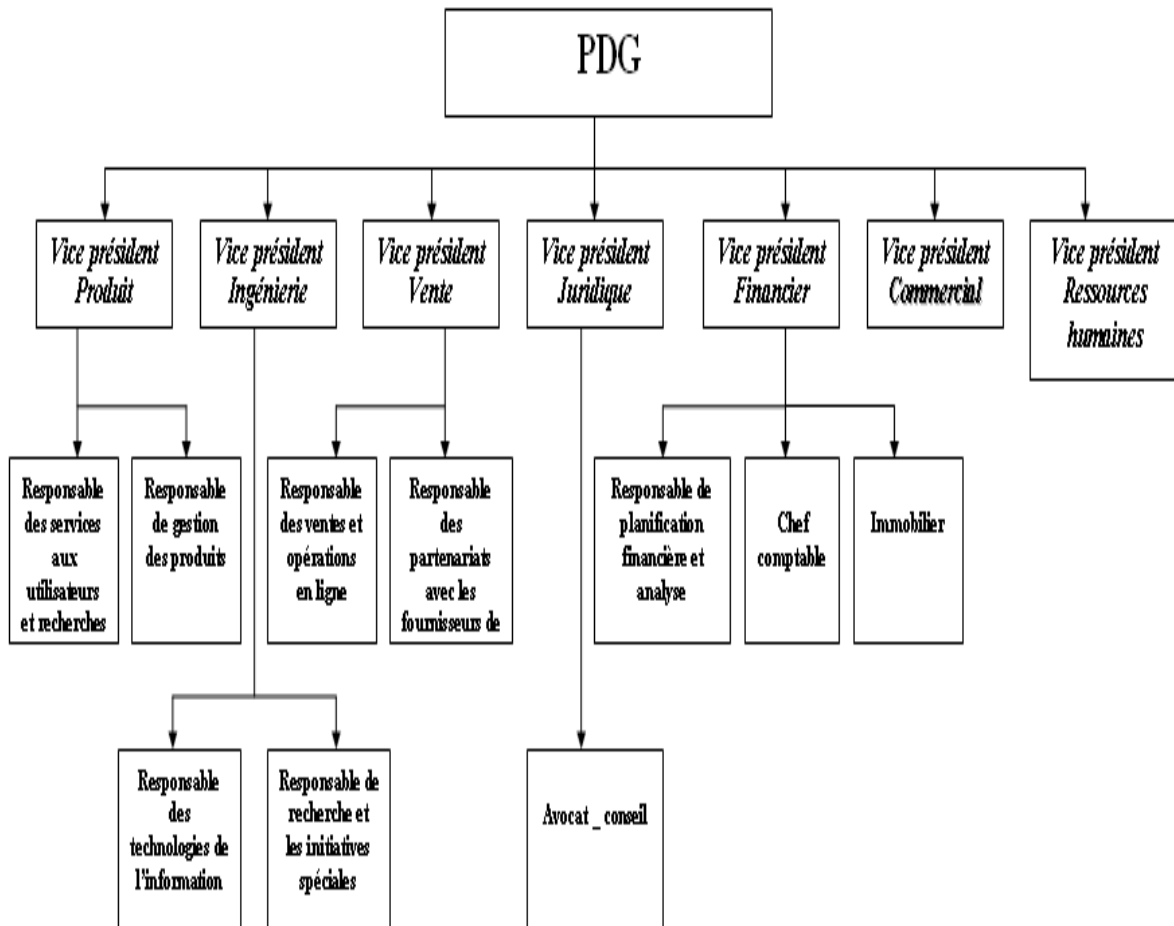 PDG
Vice président
Produit
Vice président
Ingénierie
Vice président
Vente
Vice président
Juridique
Vice président
Financier
Vice président
Commercial
Vice président
Ressources
humaines
Responsable
des services
aux
utilisateurs
et recherches
Responsable
de gestion
des produits
Responsable
des ventes et
opérations
en ligne
Responsable
des
partenariats
avec les
fournisseurs de
Responsable de
planification
financière et
analyse
Chef
comptable
Immobilier
Responsable
des
technologies de
l'information
Responsable de
recherche et
les initiatives
spéciales
Avocat _ conseil